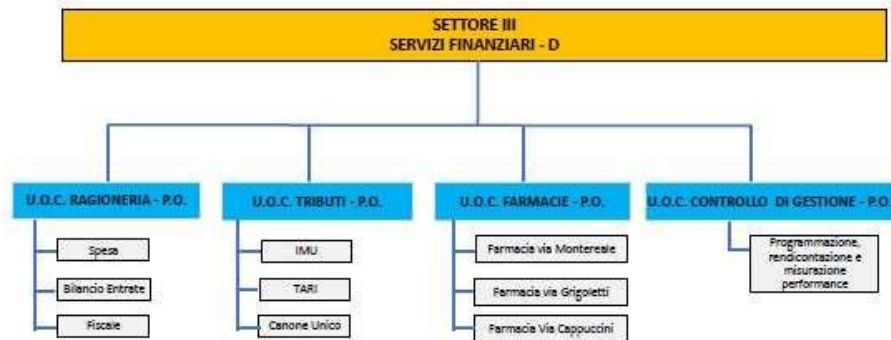 SETTORE III
SERVIZI FINANZIARI - D
U.O.C. RAGIONERIA - P.O.
Spesa
Bilancio Entrate
Fiscale
U.O.C. TRIBUTI - P.O.
IMU
TARI
Canone Unico
U.O.C. FARMACIE - P.O.
Farmacia via Montereale
Farmacia via Grigoletti
Farmacia Via Cappuccini
U.O.C. CONTROLLO DI GESTIONE - P.O.
Programmazione,
rendicontazione e
misurazione
performance